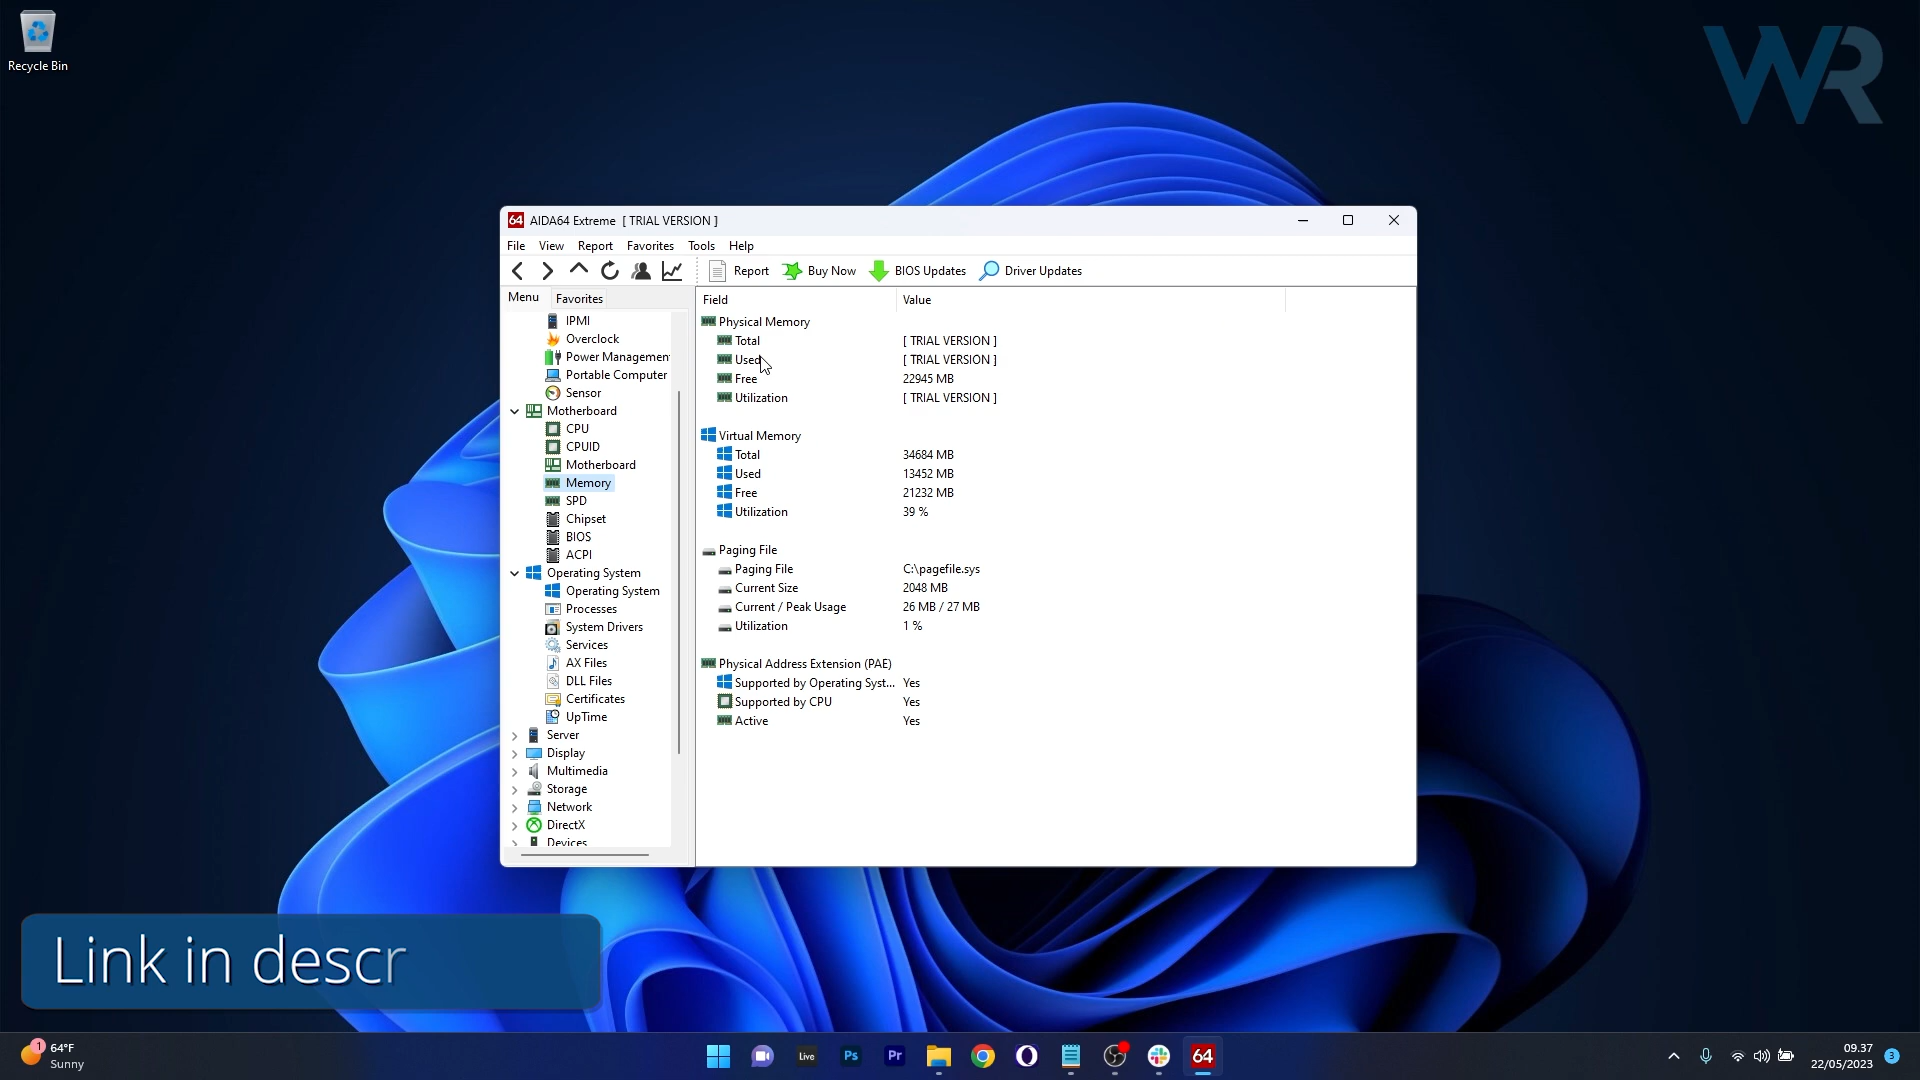 Recycle Bin
WR
64 AIDA64 Extreme [ TRIAL VERSION ]
File View Report Favorites Tools Help
Report Buy Now BIOS Updates Driver Updates
Menu Favorites
IPMI
Overclock
Power Managemen
Portable Computer
Sensor
Motherboard
CPU
CPUID
Motherboard
Memory
SPD
Chipset
BIOS
ACPI
Operating System
Operating System
Processes
System Drivers
Services
AX Files
DLL Files
Certificates
UpTime
Server
Display
Multimedia
Storage
Network
DirectX
Devices
Field Value
Physical Memory
Total [ TRIAL VERSION ]
Used [ TRIAL VERSION ]
Free 22945 MB
Utilization [ TRIAL VERSION ]
Virtual Memory
Total 34684 MB
Used 13452 MB
Free 21232 MB
Utilization 39 %
Paging File
Paging File C:\pagefile.sys
Current Size 2048 MB
Current / Peak Usage 26 MB / 27 MB
Utilization 1 %
Physical Address Extension (PAE)
Supported by Operating Syst... Yes
Supported by CPU Yes
Active Yes
Link in descr
1 64°F
Sunny
Live Ps Pr 64
09.37
22/05/2023 3